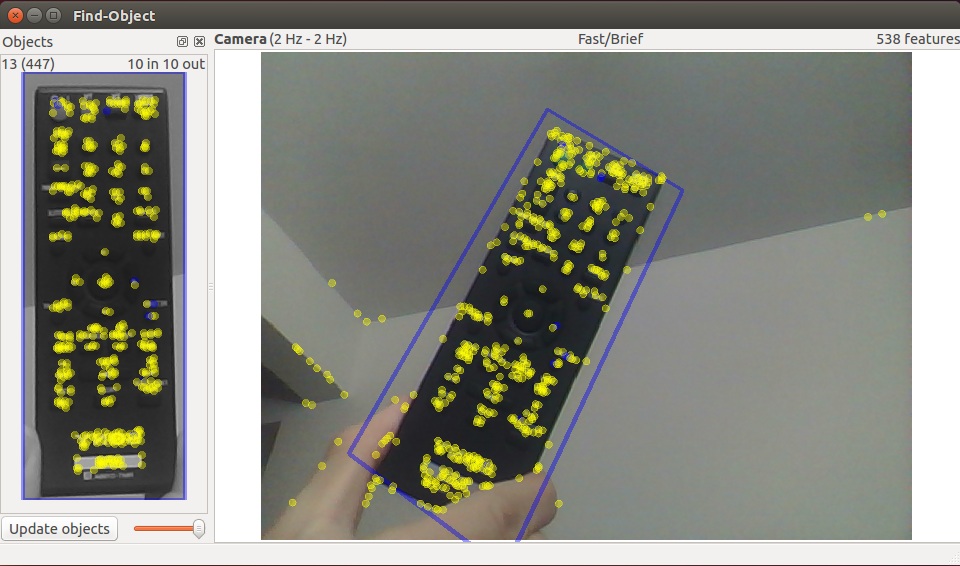 Find-Object
Objects
Camera (2 Hz - 2 Hz) Fast/Brief 538 features
13 (447) 10 in 10 out
Update objects